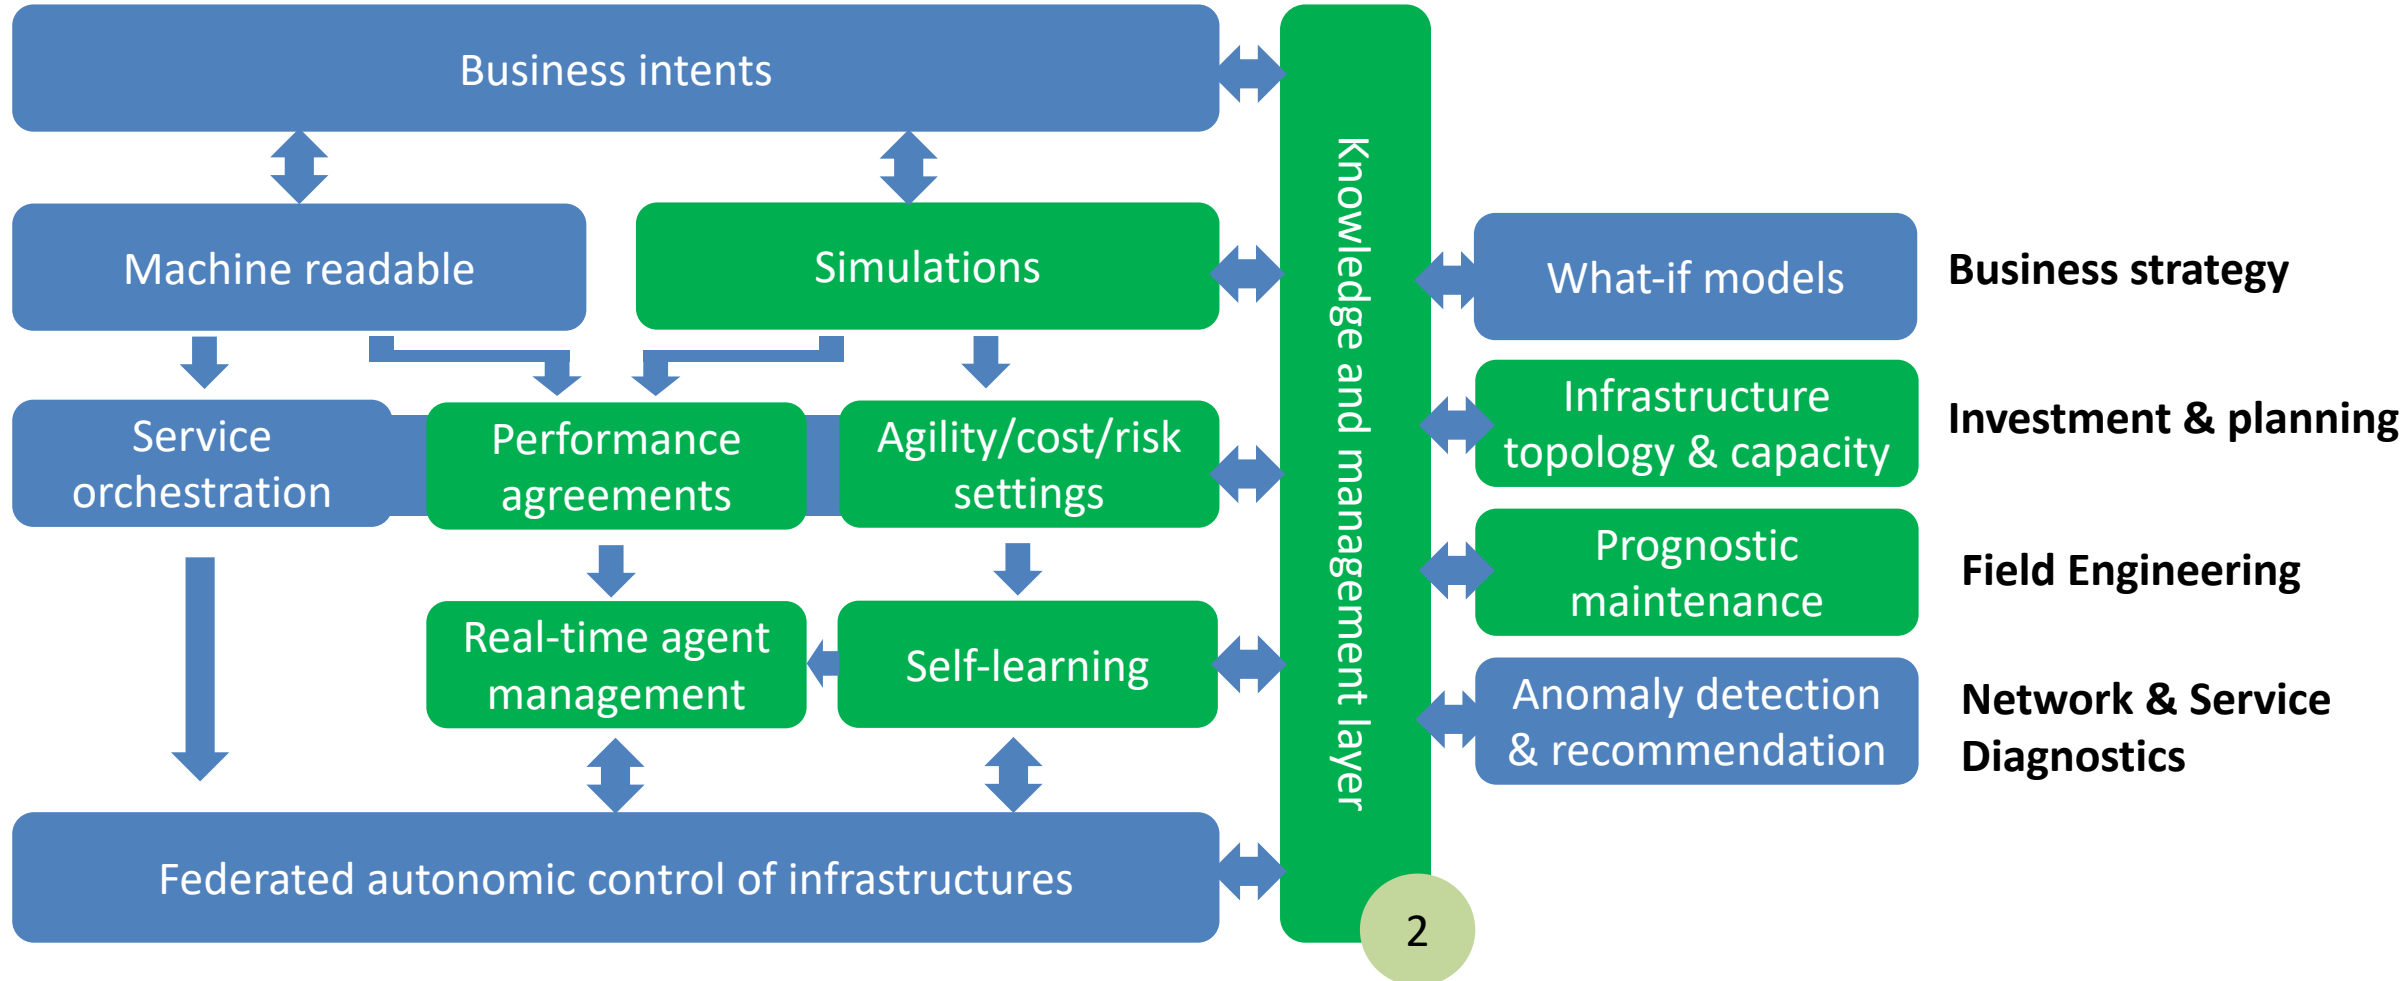 Business intents
Machine readable
Simulations
Service
orchestration
Performance
agreements
Agility/cost/risk
settings
Real-time agent
management
Self-learning
Federated autonomic control of infrastructures
Knowledge and management layer
2
What-if models
Business strategy
Infrastructure
topology & capacity
Investment & planning
Prognostic
maintenance
Field Engineering
Anomaly detection
& recommendation
Network & Service
Diagnostics